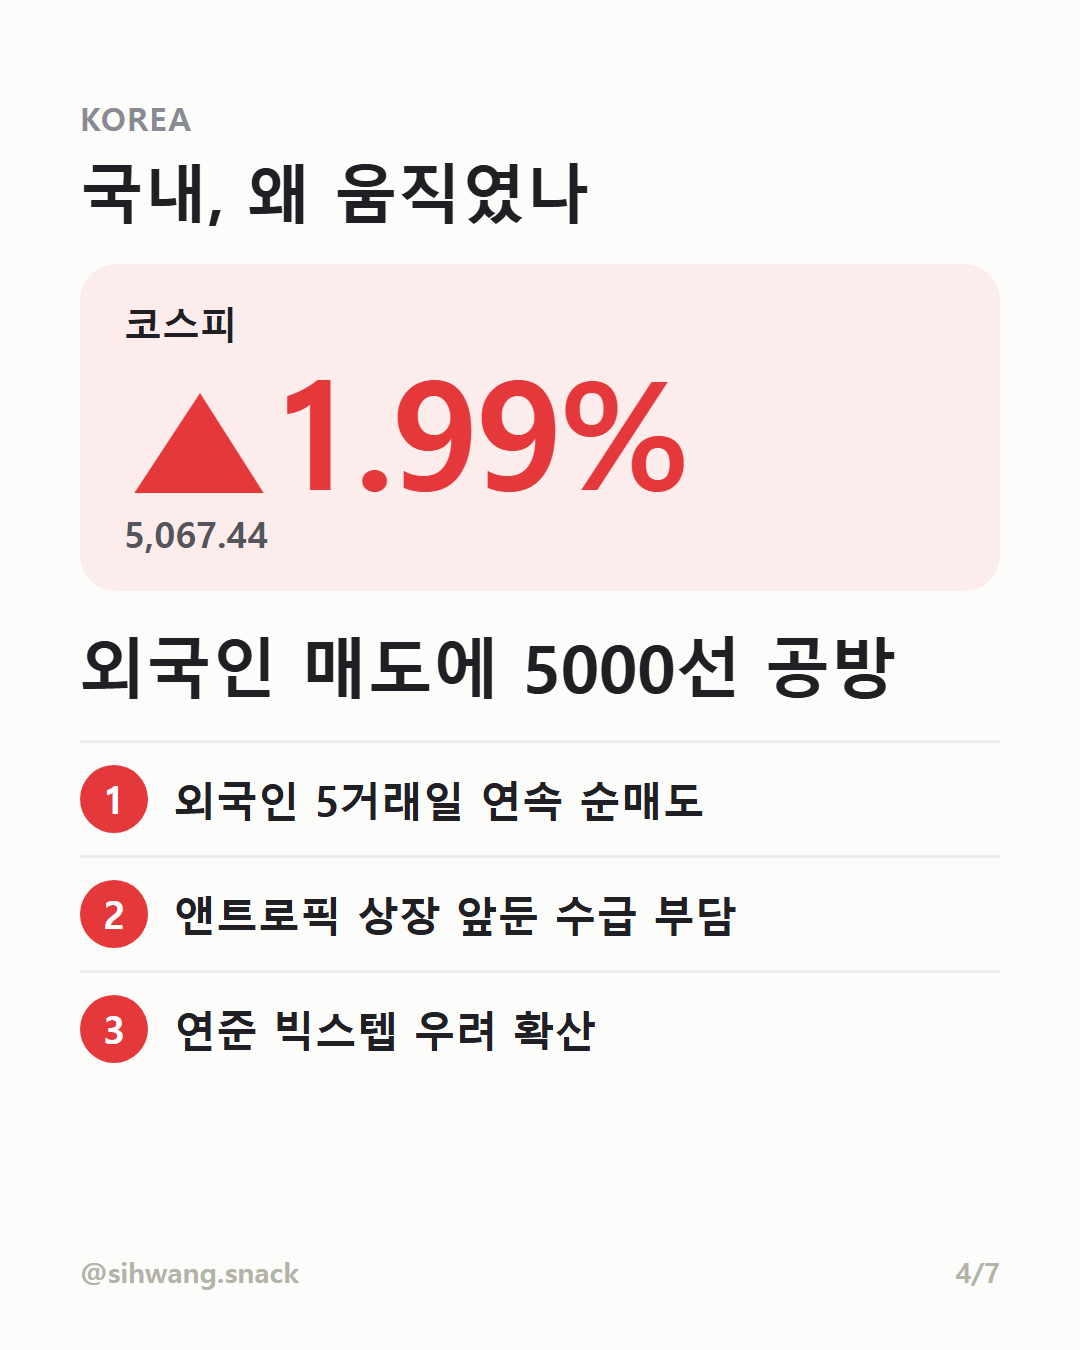 KOREA
국내, 왜 움직였나
코스피
▲1.99%
5,067.44
외국인 매도에 5000선 공방
1 외국인 5거래일 연속 순매도
2 앤트로픽 상장 앞둔 수급 부담
3 연준 빅스텝 우려 확산
@sihwang.snack
4/7